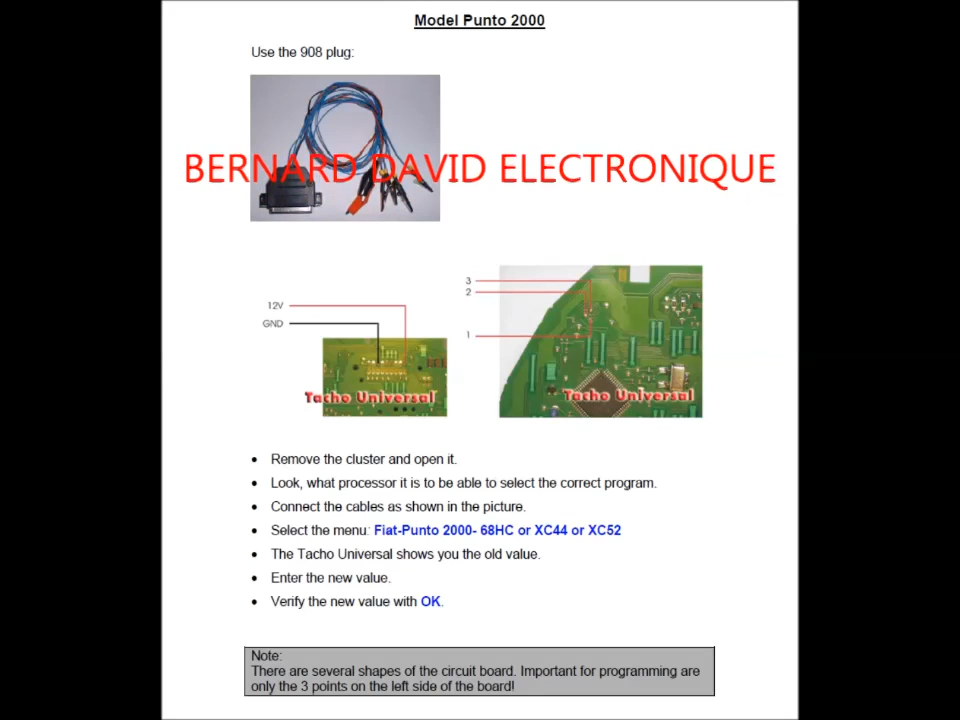 Model Punto 2000
Use the 908 plug:
BERNARD DAVID ELECTRONIQUE
3
2
1
12V
GND
Tacho Universal
Tacho Universal
• Remove the cluster and open it.
• Look, what processor it is to be able to select the correct program.
• Connect the cables as shown in the picture.
• Select the menu: Fiat-Punto 2000- 68HC or XC44 or XC52
• The Tacho Universal shows you the old value.
• Enter the new value.
• Verify the new value with OK.
Note:
There are several shapes of the circuit board. Important for programming are
only the 3 points on the left side of the board!